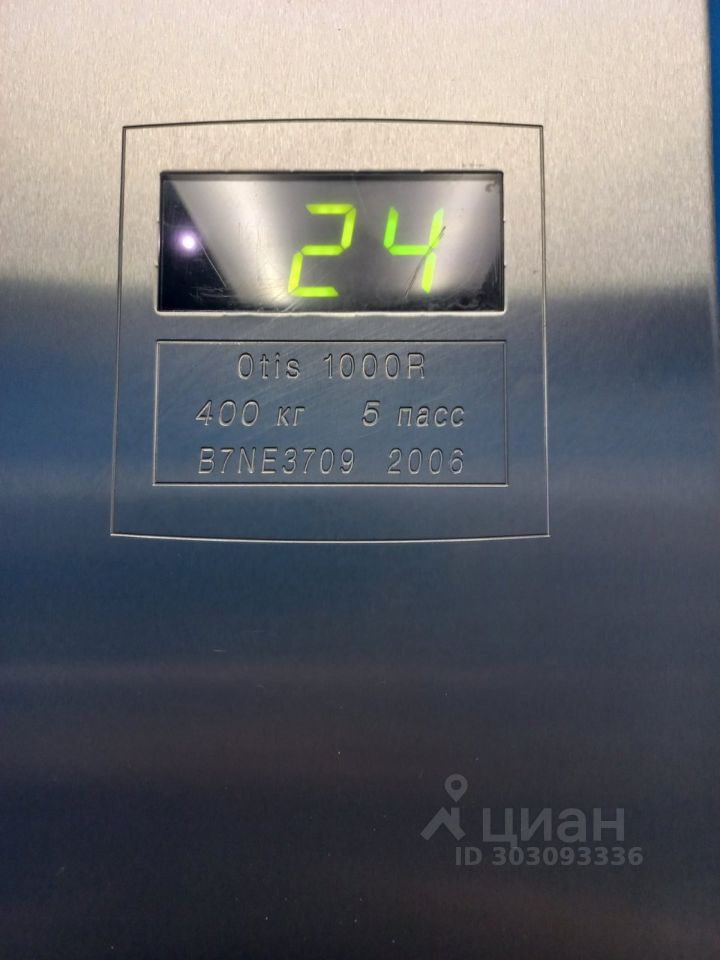 24
Otis 1000R
400 кг 5 пасс
B7NE3709 2006
циан
ID 303093336